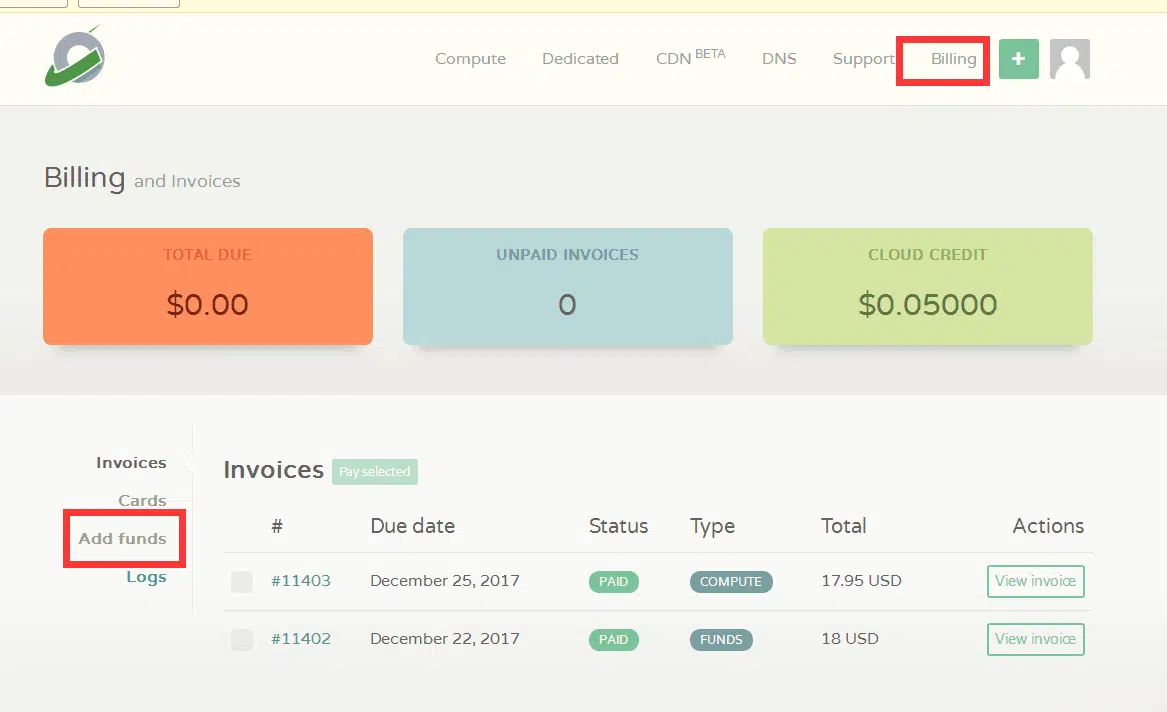 Compute Dedicated CDN BETA DNS Support Billing +
Billing and Invoices
TOTAL DUE UNPAID INVOICES CLOUD CREDIT
$0.00 0 $0.05000
Invoices
Cards
Add funds
Logs
Invoices Pay selected
# Due date Status Type Total Actions
#11403 December 25, 2017 PAID COMPUTE 17.95 USD View invoice
#11402 December 22, 2017 PAID FUNDS 18 USD View invoice